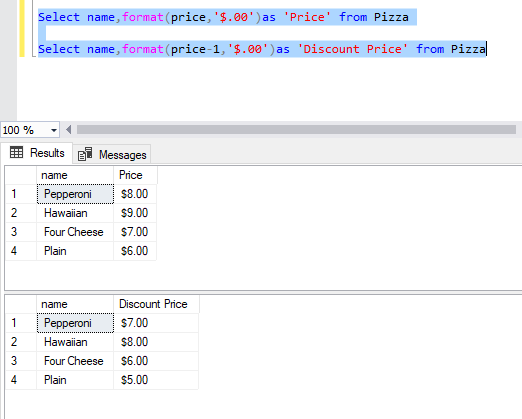 Select name,format(price,'$.00')as 'Price' from Pizza
Select name,format(price-1,'$.00')as 'Discount Price' from Pizza
100 %
Results Messages
name Price
1 Pepperoni $8.00
2 Hawaiian $9.00
3 Four Cheese $7.00
4 Plain $6.00
name Discount Price
1 Pepperoni $7.00
2 Hawaiian $8.00
3 Four Cheese $6.00
4 Plain $5.00